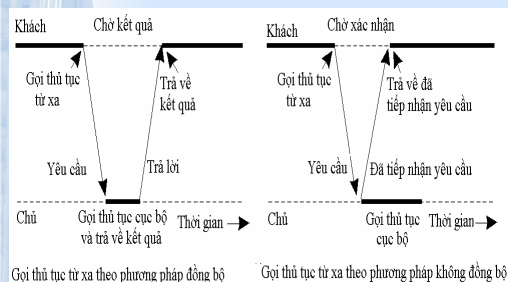 Khách
Chờ kết quả
Gọi thủ tục
từ xa
Trả về
kết quả
Yêu cầu
Trả lời
Chủ
Gọi thủ tục cục bộ
và trả về kết quả
Thời gian
Gọi thủ tục từ xa theo phương pháp đồng bộ
Khách
Chờ xác nhận
Gọi thủ tục
từ xa
Trả về đã
tiếp nhận yêu cầu
Yêu cầu
Đã tiếp nhận yêu cầu
Chủ
Gọi thủ tục
cục bộ
Thời gian
Gọi thủ tục từ xa theo phương pháp không đồng bộ